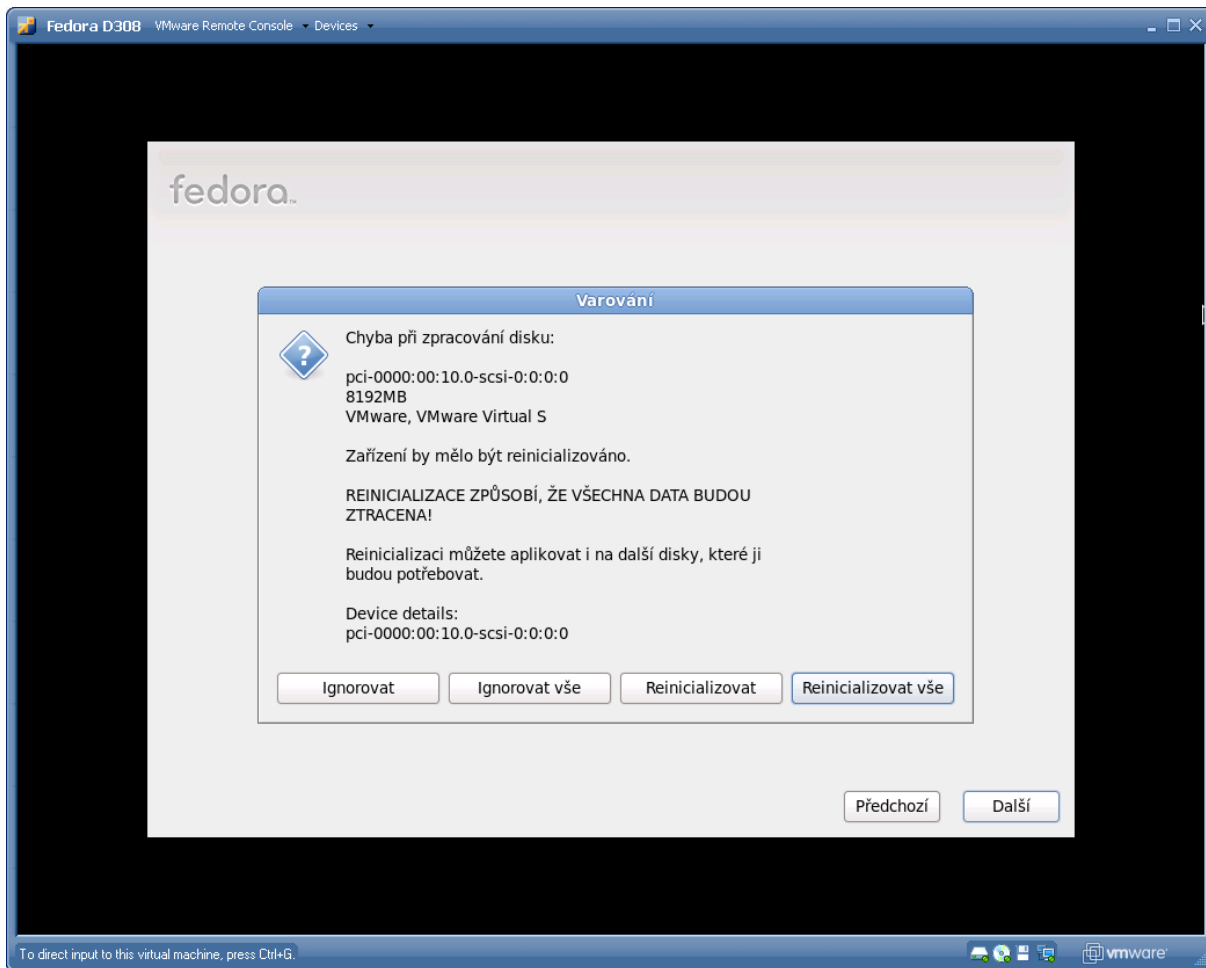 Fedora D308 VMware Remote Console Devices
fedora™
Varování
Chyba při zpracování disku:
pci-0000:00:10.0-scsi-0:0:0:0
8192MB
VMware, VMware Virtual S
Zařízení by mělo být reinicializováno.
REINICIALIZACE ZPŮSOBÍ, ŽE VŠECHNA DATA BUDOU
ZTRACENA!
Reinicializaci můžete aplikovat i na další disky, které ji
budou potřebovat.
Device details:
pci-0000:00:10.0-scsi-0:0:0:0
Ignorovat Ignorovat vše Reinicializovat Reinicializovat vše
Předchozí Další
To direct input to this virtual machine, press Ctrl+G. vmware